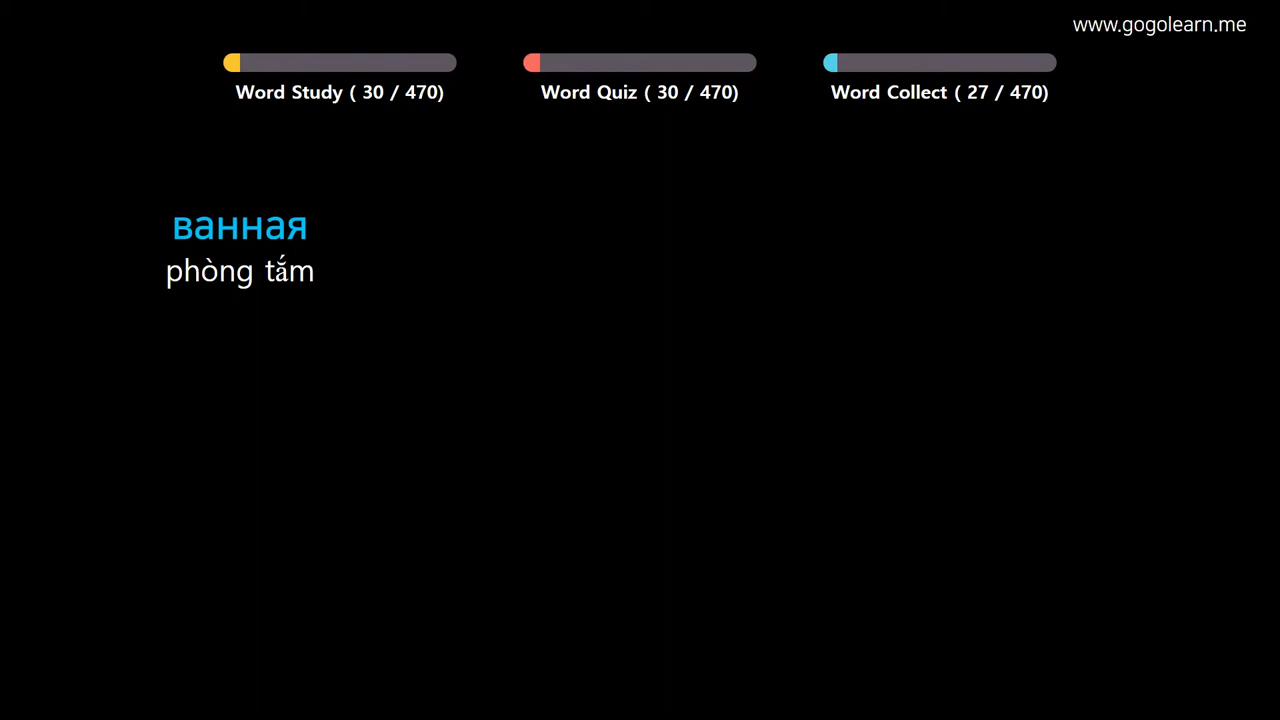 www.gogolearn.me
Word Study ( 30 / 470)
Word Quiz ( 30 / 470)
Word Collect ( 27 / 470)
ванная
phòng tắm